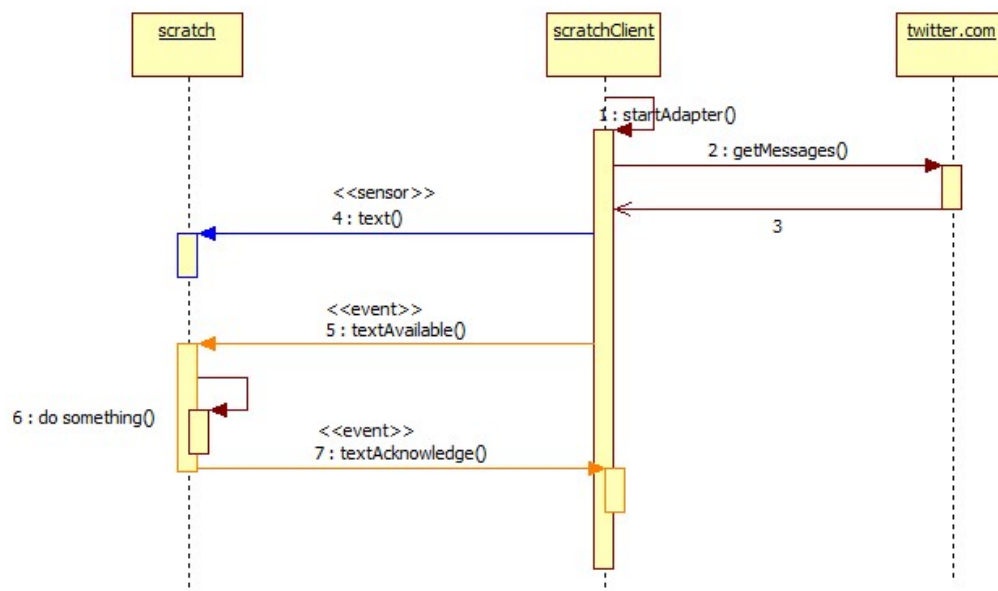 scratch
scratchClient
twitter.com
1 : startAdapter()
2 : getMessages()
3
<<sensor>>
4 : text()
<<event>>
5 : textAvailable()
6 : do something()
<<event>>
7 : textAcknowledge()